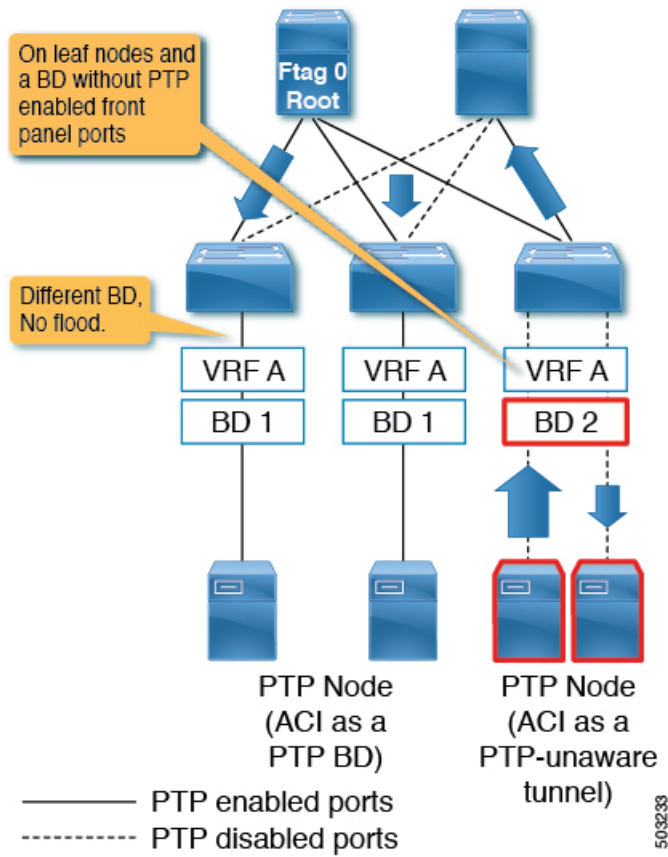 On leaf nodes and
a BD without PTP
enabled front
panel ports
Ftag 0
Root
Different BD,
No flood.
VRF A
VRF A
VRF A
BD 1
BD 1
BD 2
PTP Node
(ACI as a
PTP BD)
PTP Node
(ACI as a
PTP-unaware
tunnel)
PTP enabled ports
PTP disabled ports
503233